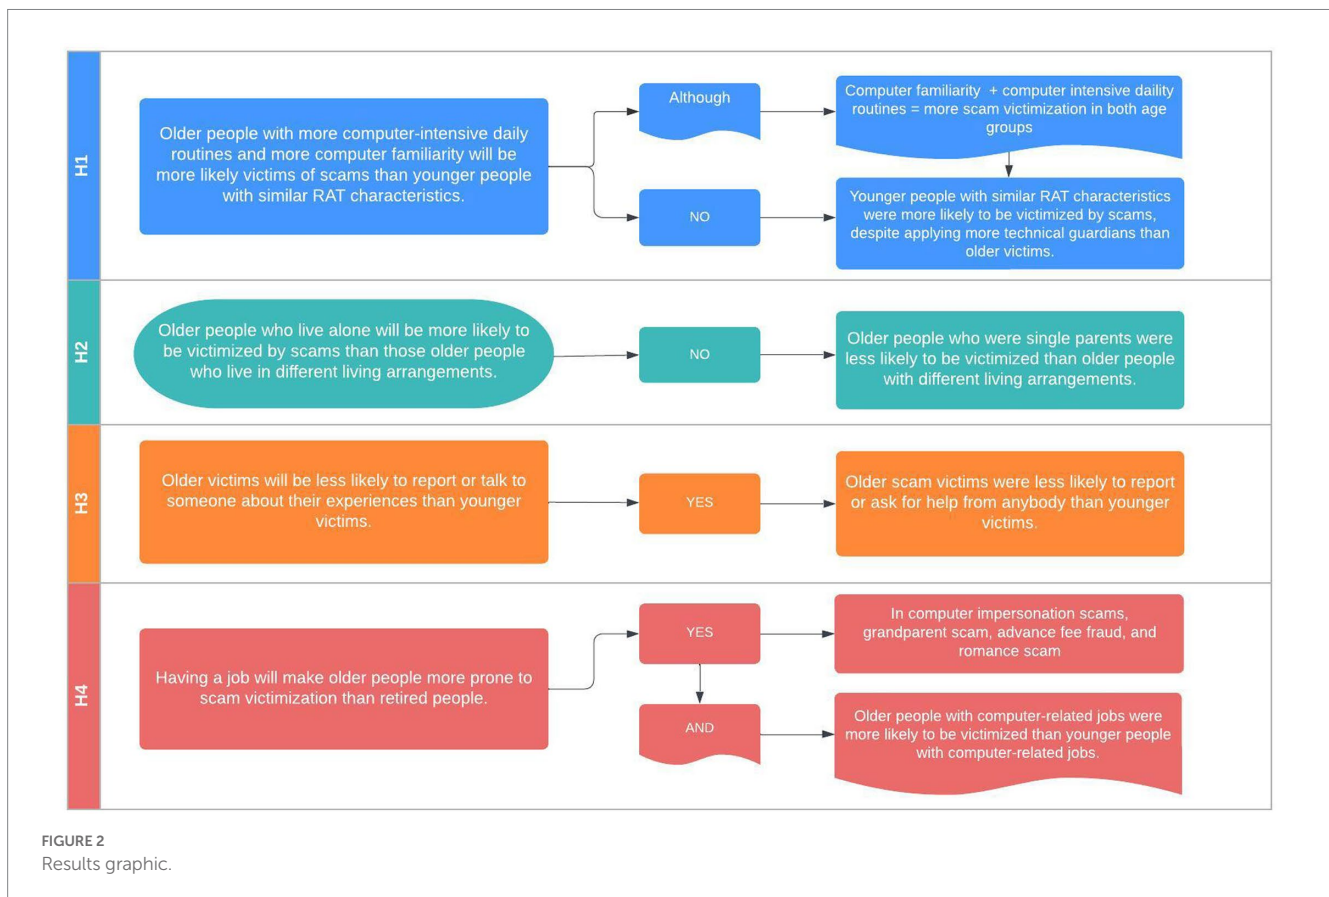 H1
Older people with more computer-intensive daily
routines and more computer familiarity will be
more likely victims of scams than younger people
with similar RAT characteristics.
Although
Computer familiarity + computer intensive daility
routines = more scam victimization in both age
groups
NO
Younger people with similar RAT characteristics
were more likely to be victimized by scams,
despite applying more technical guardians than
older victims.
H2
Older people who live alone will be more likely to
be victimized by scams than those older people
who live in different living arrangements.
NO
Older people who were single parents were
less likely to be victimized than older people
with different living arrangements.
H3
Older victims will be less likely to report or talk to
someone about their experiences than younger
victims.
YES
Older scam victims were less likely to report
or ask for help from anybody than younger
victims.
H4
Having a job will make older people more prone to
scam victimization than retired people.
YES
In computer impersonation scams,
grandparent scam, advance fee fraud, and
romance scam
AND
Older people with computer-related jobs were
more likely to be victimized than younger people
with computer-related jobs.
FIGURE 2
Results graphic.